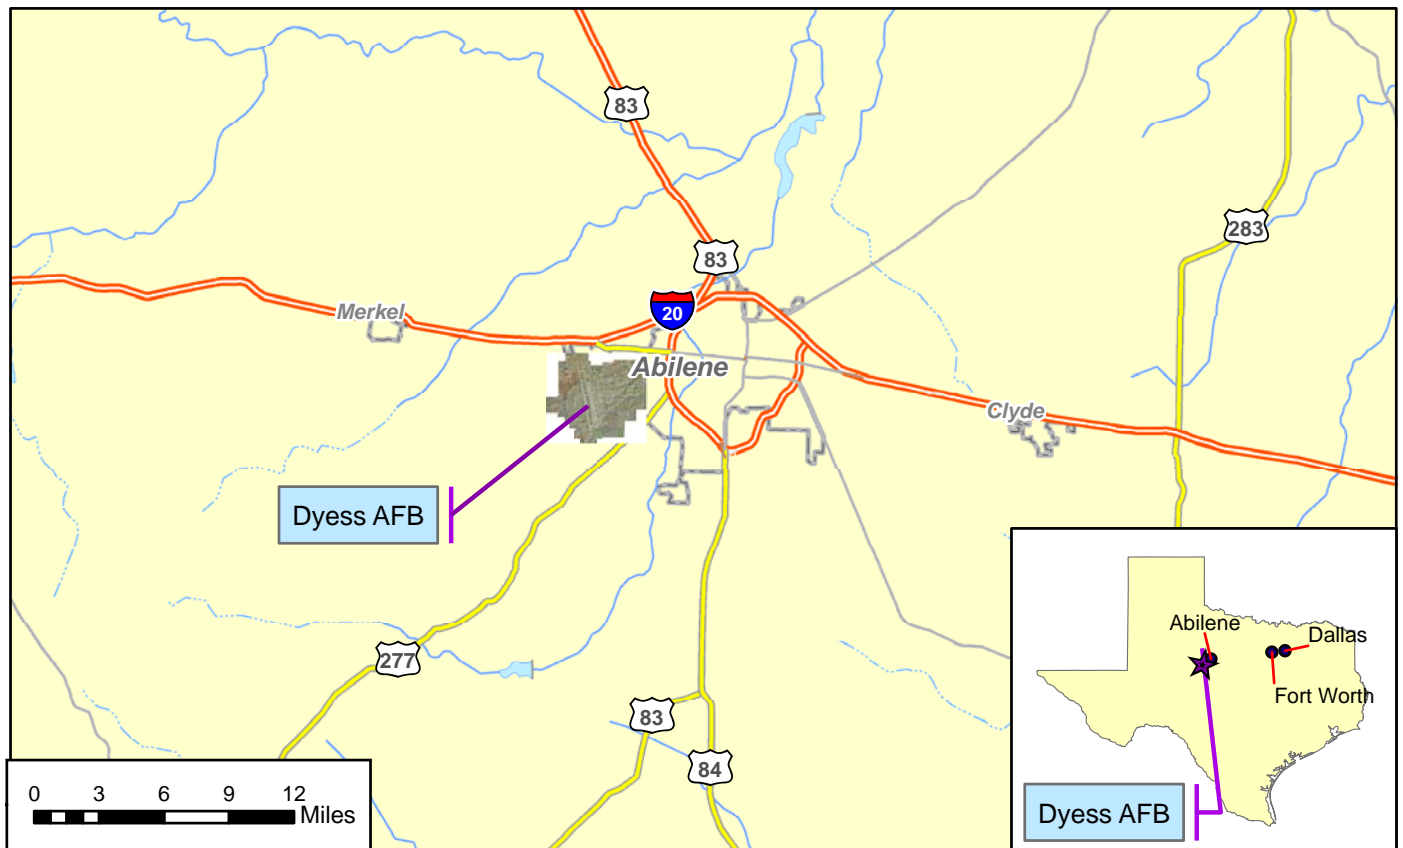 83
283
83
20
Merkel
Abilene
Clyde
Dyess AFB
277
83
84
0 3 6 9 12
Miles
Abilene
Dallas
Fort Worth
Dyess AFB